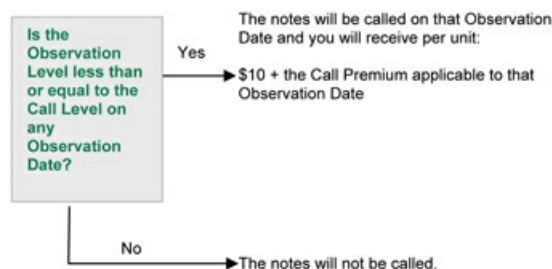 Is the
Observation
Level less than
or equal to the
Call Level on
any
Observation
Date?
Yes
The notes will be called on that Observation
Date and you will receive per unit:
$10 + the Call Premium applicable to that
Observation Date
No
The notes will not be called.